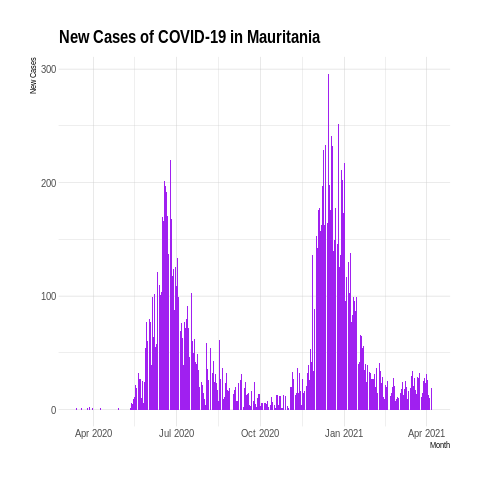 New Cases of COVID-19 in Mauritania
New Cases
300
200
100
0
Apr 2020 Jul 2020 Oct 2020 Jan 2021 Apr 2021
Month